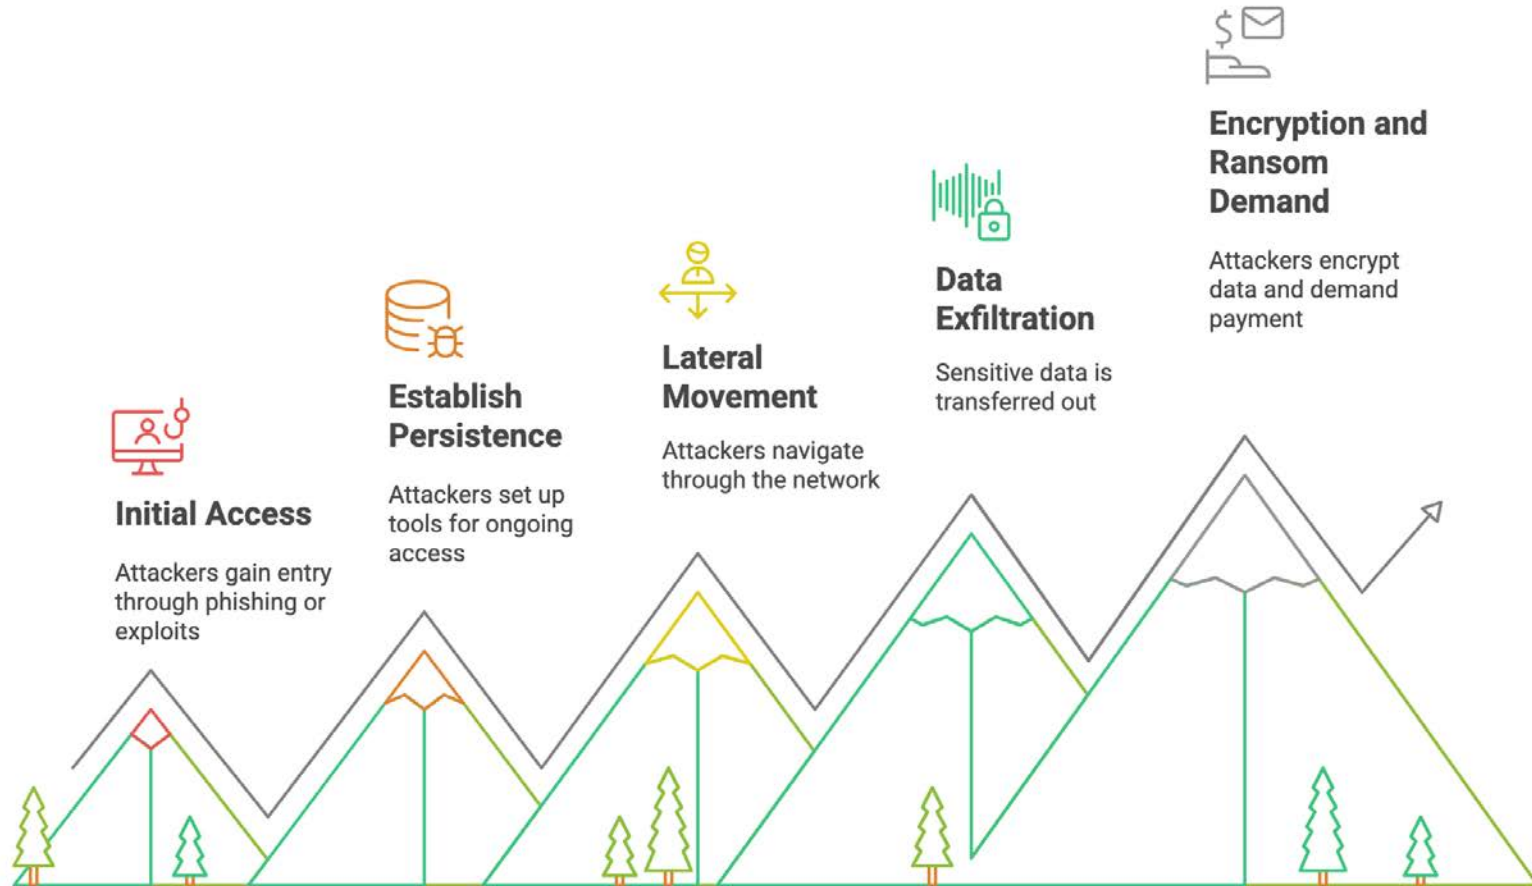 Initial Access
Attackers gain entry
through phishing or
exploits
Establish
Persistence
Attackers set up
tools for ongoing
access
Lateral
Movement
Attackers navigate
through the network
Data
Exfiltration
Sensitive data is
transferred out
$
Encryption and
Ransom
Demand
Attackers encrypt
data and demand
payment